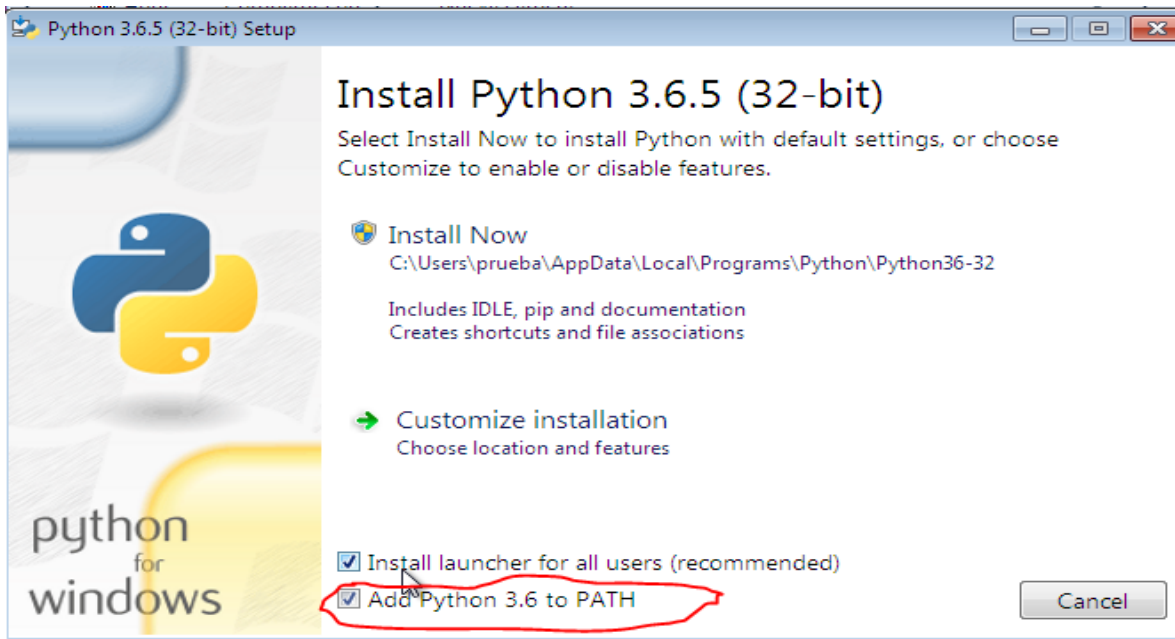 Python 3.6.5 (32-bit) Setup
Install Python 3.6.5 (32-bit)
Select Install Now to install Python with default settings, or choose
Customize to enable or disable features.
Install Now
C:\Users\prueba\AppData\Local\Programs\Python\Python36-32
Includes IDLE, pip and documentation
Creates shortcuts and file associations
Customize installation
Choose location and features
python
for
windows
Install launcher for all users (recommended)
Add Python 3.6 to PATH
Cancel